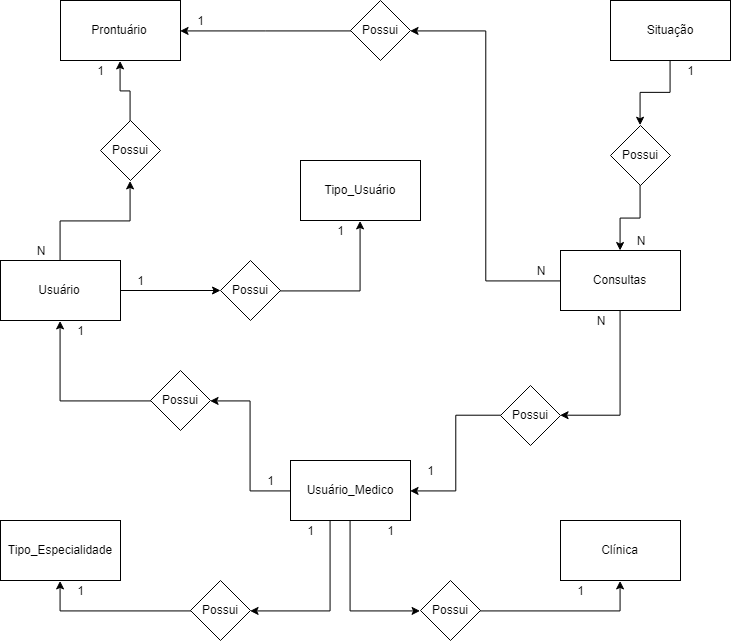 Prontuário
1
Possui
Situação
1
1
Possui
Possui
Tipo_Usuário
1
N
N
Usuário
1
Possui
N
Consultas
1
N
Possui
Possui
1
1
Usuário_Medico
1
1
Tipo_Especialidade
Clínica
1
1
Possui
Possui